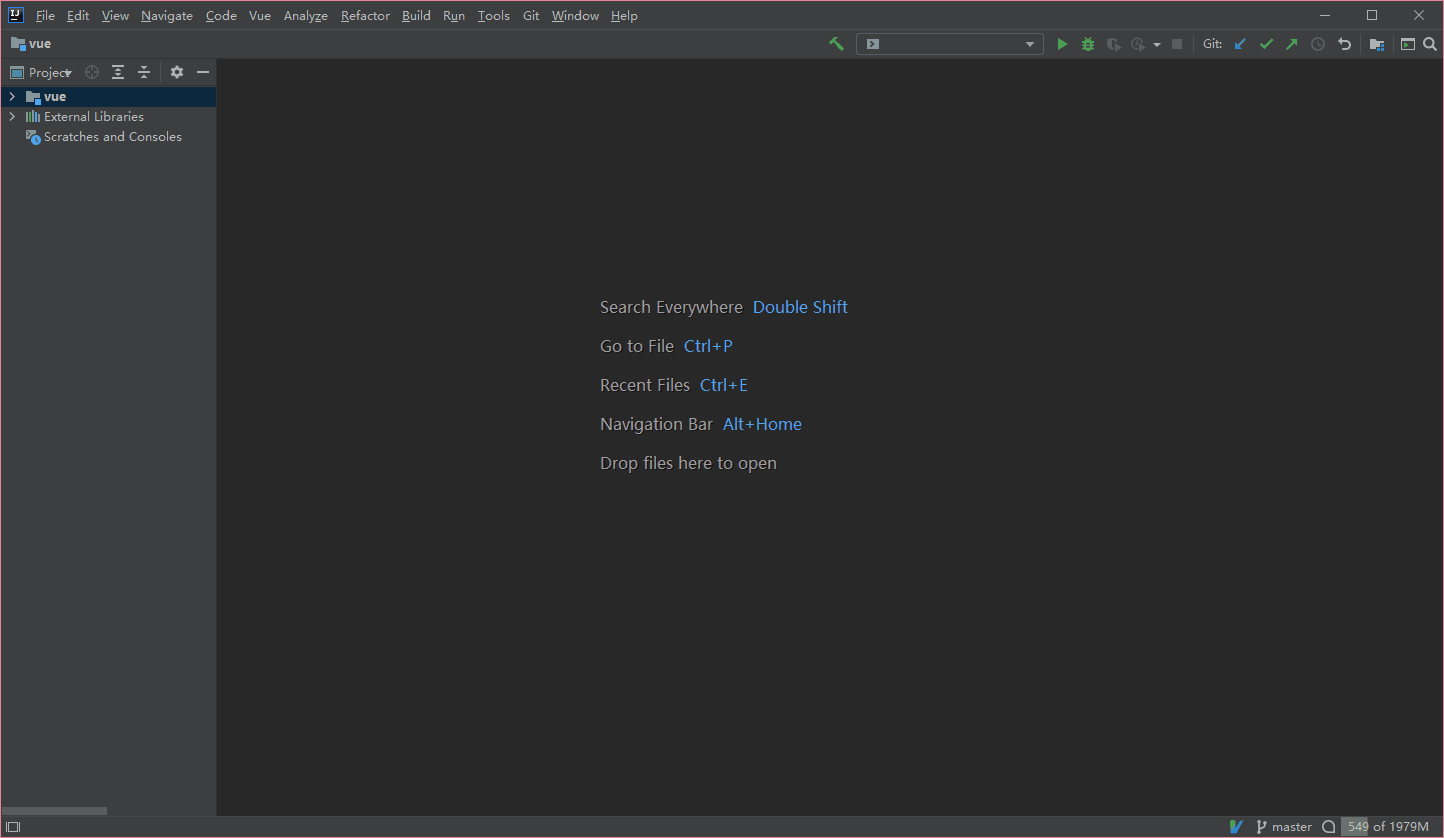 IJ
File Edit View Navigate Code Vue Analyze Refactor Build Run Tools Git Window Help
vue
Git:
Project
vue
External Libraries
Scratches and Consoles
Search Everywhere Double Shift
Go to File Ctrl+P
Recent Files Ctrl+E
Navigation Bar Alt+Home
Drop files here to open
master
549 of 1979M